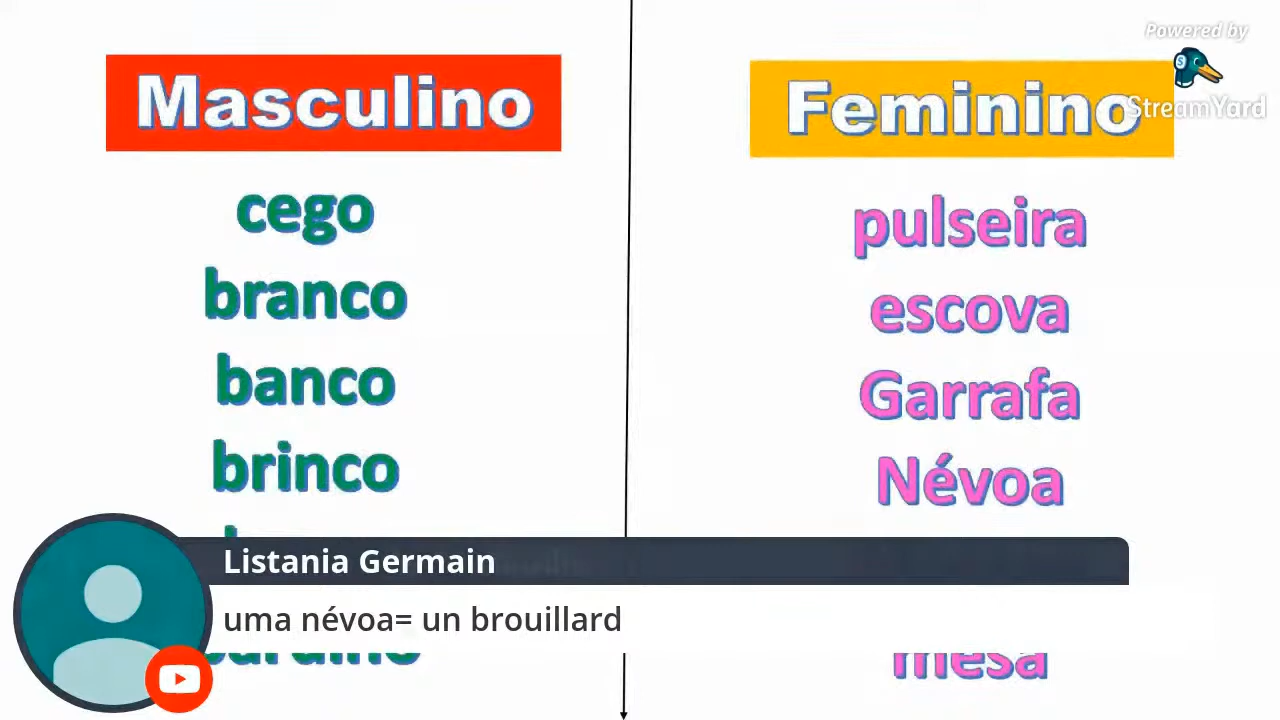 Powered by
StreamYard
Masculino
Feminino
cego
pulseira
branco
escova
banco
Garrafa
brinco
Névoa
Listania Germain
uma névoa= un brouillard
mesa